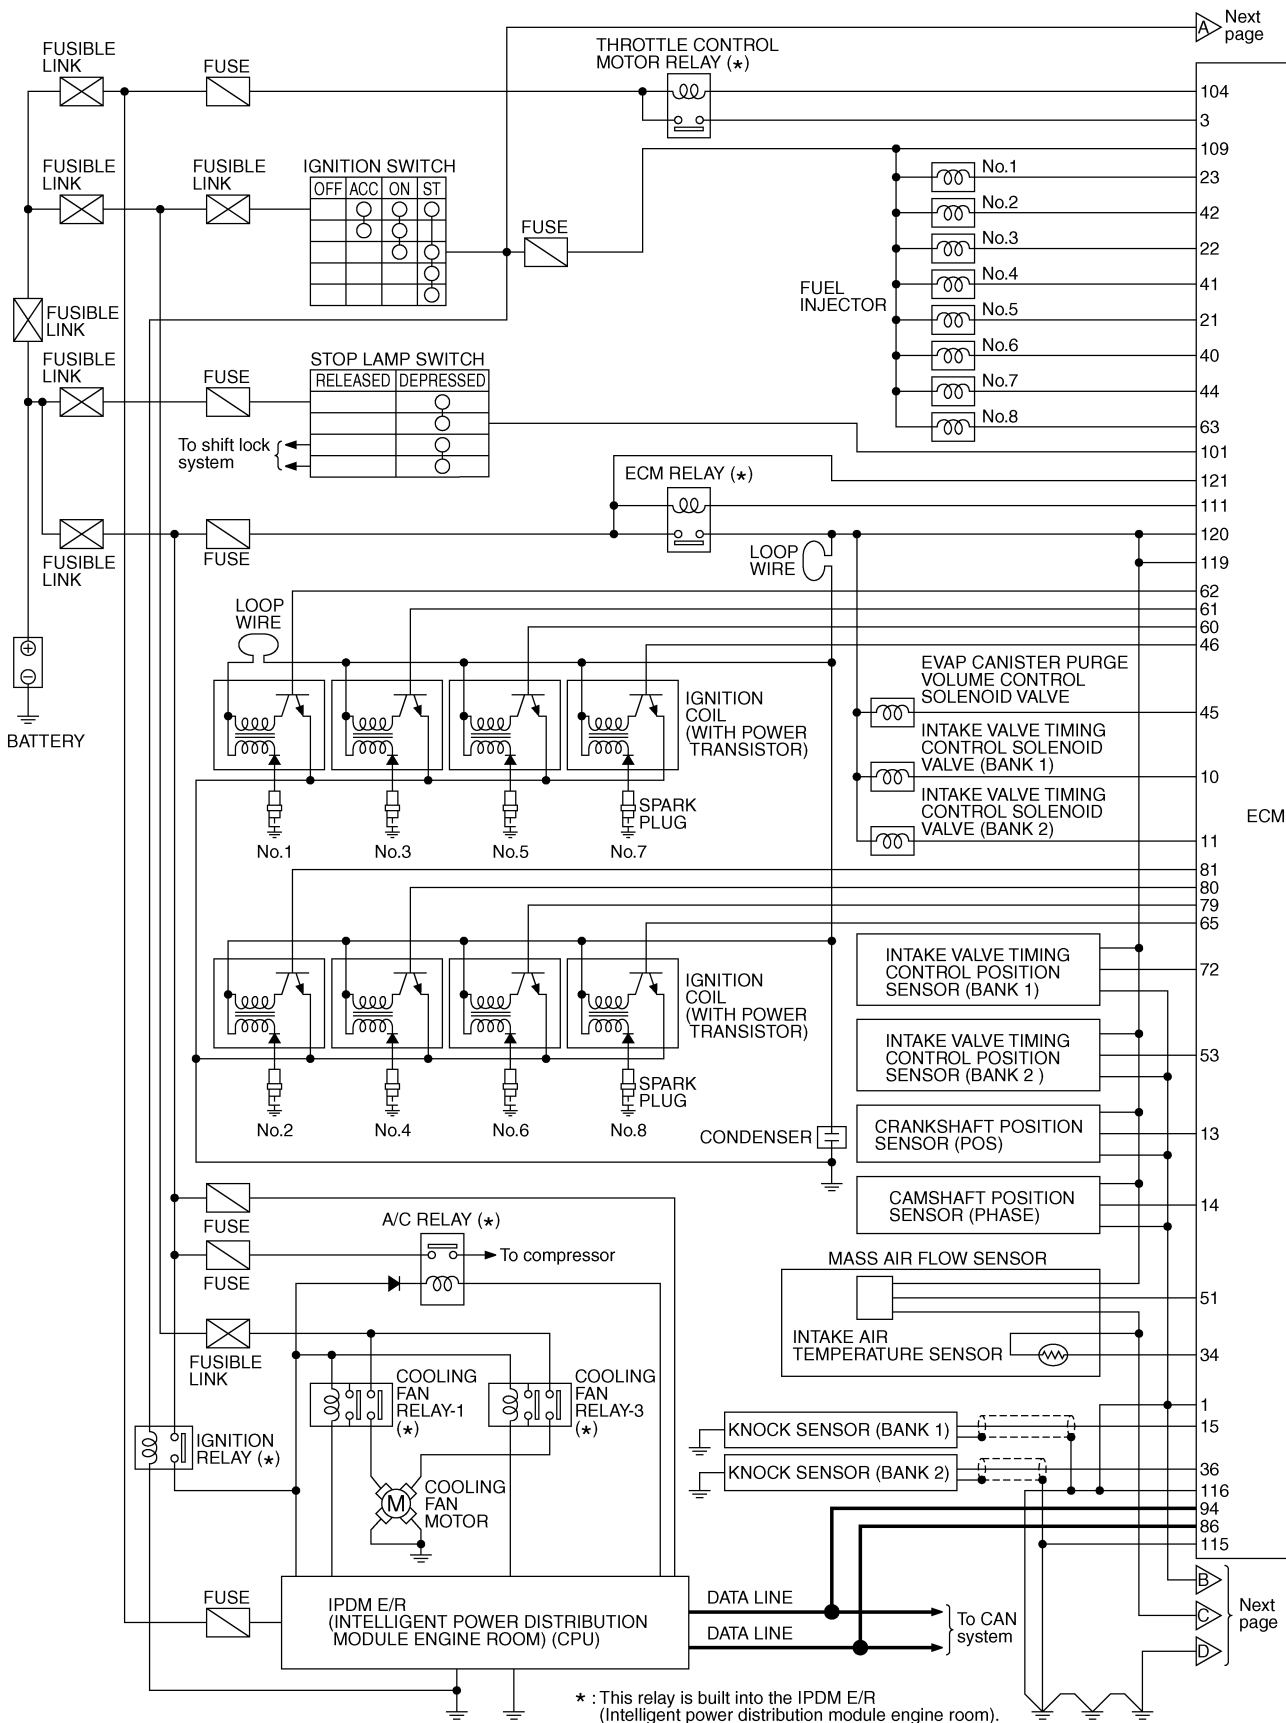 A
Next
page
THROTTLE CONTROL
MOTOR RELAY (*)
FUSIBLE
LINK
FUSE
104
3
109
FUSIBLE
LINK
FUSIBLE
LINK
IGNITION SWITCH
OFF ACC ON ST
FUSE
No.1
23
No.2
42
No.3
22
No.4
41
FUEL
INJECTOR
No.5
21
No.6
40
No.7
44
No.8
63
FUSIBLE
LINK
FUSIBLE
LINK
FUSE
STOP LAMP SWITCH
RELEASED DEPRESSED
To shift lock
system
101
121
ECM RELAY (*)
111
120
119
FUSE
FUSIBLE
LINK
LOOP
WIRE
62
61
60
46
LOOP
WIRE
BATTERY
IGNITION
COIL
(WITH POWER
TRANSISTOR)
EVAP CANISTER PURGE
VOLUME CONTROL
SOLENOID VALVE
45
INTAKE VALVE TIMING
CONTROL SOLENOID
VALVE (BANK 1)
10
INTAKE VALVE TIMING
CONTROL SOLENOID
VALVE (BANK 2)
11
ECM
SPARK
PLUG
No.1 No.3 No.5 No.7
81
80
79
65
IGNITION
COIL
(WITH POWER
TRANSISTOR)
INTAKE VALVE TIMING
CONTROL POSITION
SENSOR (BANK 1)
72
INTAKE VALVE TIMING
CONTROL POSITION
SENSOR (BANK 2 )
53
SPARK
PLUG
No.2 No.4 No.6 No.8
CONDENSER
CRANKSHAFT POSITION
SENSOR (POS)
13
CAMSHAFT POSITION
SENSOR (PHASE)
14
FUSE
A/C RELAY (*)
To compressor
FUSE
MASS AIR FLOW SENSOR
51
INTAKE AIR
TEMPERATURE SENSOR
34
FUSIBLE
LINK
COOLING
FAN
RELAY-1
(*)
COOLING
FAN
RELAY-3
(*)
1
KNOCK SENSOR (BANK 1)
15
IGNITION
RELAY (*)
KNOCK SENSOR (BANK 2)
36
116
94
86
115
M
COOLING
FAN
MOTOR
FUSE
IPDM E/R
(INTELLIGENT POWER DISTRIBUTION
MODULE ENGINE ROOM) (CPU)
DATA LINE
DATA LINE
To CAN
system
B
C
D
Next
page
* : This relay is built into the IPDM E/R
(Intelligent power distribution module engine room).